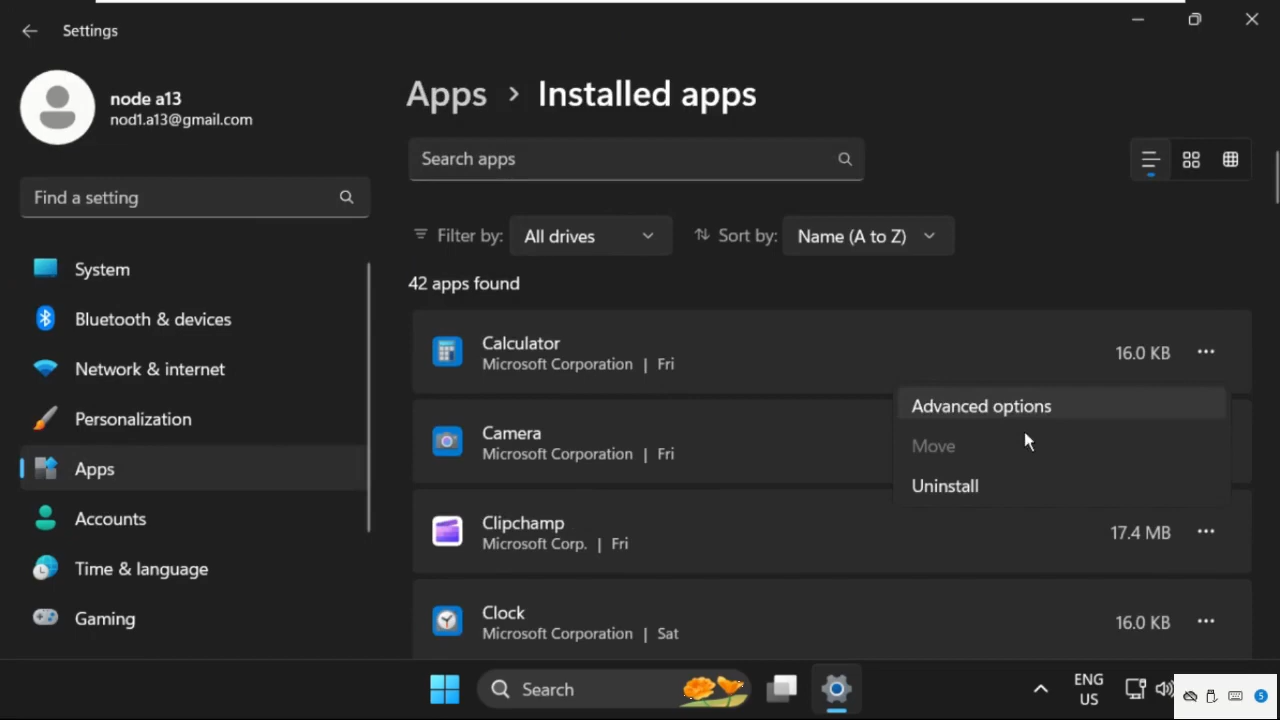 Settings
node a13
nod1.a13@gmail.com
Find a setting
System
Bluetooth & devices
Network & internet
Personalization
Apps
Accounts
Time & language
Gaming
Apps > Installed apps
Search apps
Filter by: All drives
Sort by: Name (A to Z)
42 apps found
Calculator
Microsoft Corporation | Fri
16.0 KB
Advanced options
Move
Uninstall
Camera
Microsoft Corporation | Fri
Clipchamp
Microsoft Corp. | Fri
17.4 MB
Clock
Microsoft Corporation | Sat
16.0 KB
Search
ENG
US
5